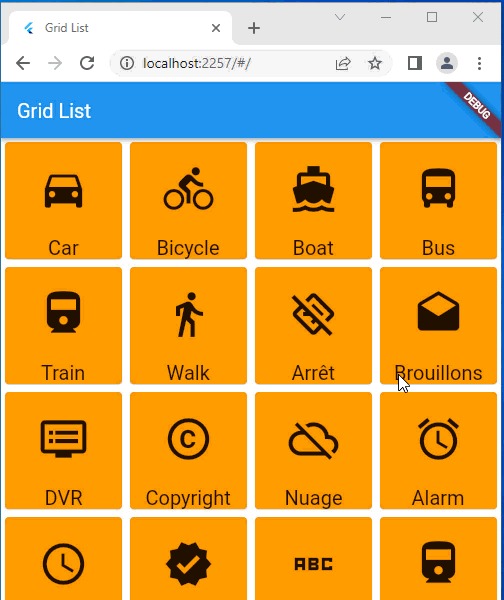 Grid List
localhost:2257/#/
Grid List
DEBUG
Car
Bicycle
Boat
Bus
Train
Walk
Arrêt
Brouillons
DVR
C
Copyright
Nuage
Alarm
ABC